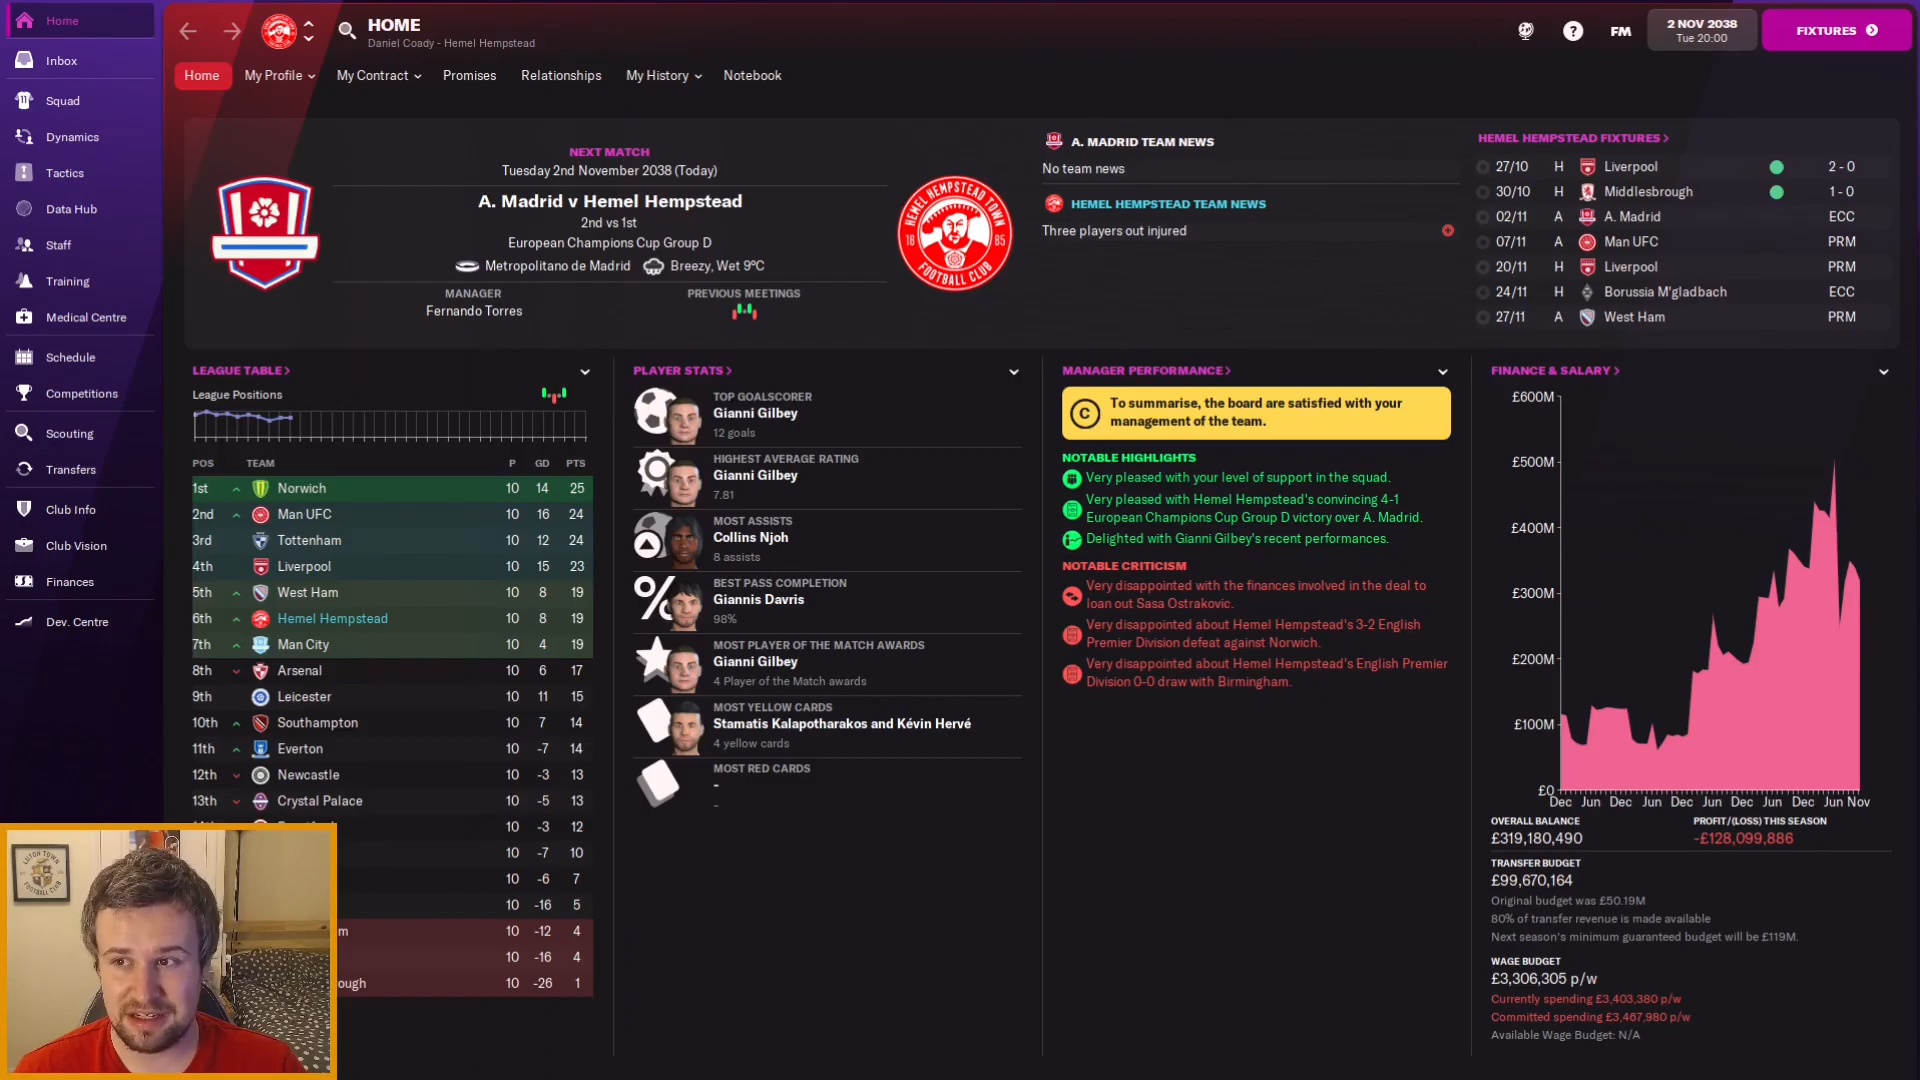 Home
Inbox
Squad
Dynamics
Tactics
Data Hub
Staff
Training
Medical Centre
Schedule
Competitions
Scouting
Transfers
Club Info
Club Vision
Finances
Dev. Centre
HOME
Daniel Coady - Hemel Hempstead
FM
2 NOV 2038
Tue 20:00
FIXTURES
Home
My Profile
My Contract
Promises
Relationships
My History
Notebook
NEXT MATCH
Tuesday 2nd November 2038 (Today)
A. Madrid v Hemel Hempstead
2nd vs 1st
European Champions Cup Group D
Metropolitano de Madrid
Breezy, Wet 9°C
MANAGER
Fernando Torres
PREVIOUS MEETINGS
HEMEL HEMPSTEAD TOWN
18 85
FOOTBALL CLUB
A. MADRID TEAM NEWS
No team news
HEMEL HEMPSTEAD TEAM NEWS
Three players out injured
HEMEL HEMPSTEAD FIXTURES >
27/10 H Liverpool 2 - 0
30/10 H Middlesbrough 1 - 0
02/11 A A. Madrid ECC
07/11 A Man UFC PRM
20/11 H Liverpool PRM
24/11 H Borussia M'gladbach ECC
27/11 A West Ham PRM
LEAGUE TABLE >
League Positions
POS TEAM P GD PTS
1st Norwich 10 14 25
2nd Man UFC 10 16 24
3rd Tottenham 10 12 24
4th Liverpool 10 15 23
5th West Ham 10 8 19
6th Hemel Hempstead 10 8 19
7th Man City 10 4 19
8th Arsenal 10 6 17
9th Leicester 10 11 15
10th Southampton 10 7 14
11th Everton 10 -7 14
12th Newcastle 10 -3 13
13th Crystal Palace 10 -5 13
10 -3 12
10 -7 10
10 -6 7
10 -16 5
m 10 -12 4
10 -16 4
rough 10 -26 1
LUTON TOWN
FOOTBALL CLUB
PLAYER STATS >
TOP GOALSCORER
Gianni Gilbey
12 goals
HIGHEST AVERAGE RATING
Gianni Gilbey
7.81
MOST ASSISTS
Collins Njoh
8 assists
BEST PASS COMPLETION
Giannis Davris
98%
MOST PLAYER OF THE MATCH AWARDS
Gianni Gilbey
4 Player of the Match awards
MOST YELLOW CARDS
Stamatis Kalapotharakos and Kévin Hervé
4 yellow cards
MOST RED CARDS
-
-
MANAGER PERFORMANCE >
C
To summarise, the board are satisfied with your
management of the team.
NOTABLE HIGHLIGHTS
Very pleased with your level of support in the squad.
Very pleased with Hemel Hempstead's convincing 4-1
European Champions Cup Group D victory over A. Madrid.
Delighted with Gianni Gilbey's recent performances.
NOTABLE CRITICISM
Very disappointed with the finances involved in the deal to
loan out Sasa Ostrakovic.
Very disappointed about Hemel Hempstead's 3-2 English
Premier Division defeat against Norwich.
Very disappointed about Hemel Hempstead's English Premier
Division 0-0 draw with Birmingham.
FINANCE & SALARY >
£600M
£500M
£400M
£300M
£200M
£100M
£0
Dec Jun Dec Jun Dec Jun Dec Jun Dec Jun Nov
OVERALL BALANCE
£319,180,490
PROFIT/(LOSS) THIS SEASON
-£128,099,886
TRANSFER BUDGET
£99,670,164
Original budget was £50.19M
80% of transfer revenue is made available
Next season's minimum guaranteed budget will be £119M.
WAGE BUDGET
£3,306,305 p/w
Currently spending £3,403,380 p/w
Committed spending £3,467,980 p/w
Available Wage Budget: N/A